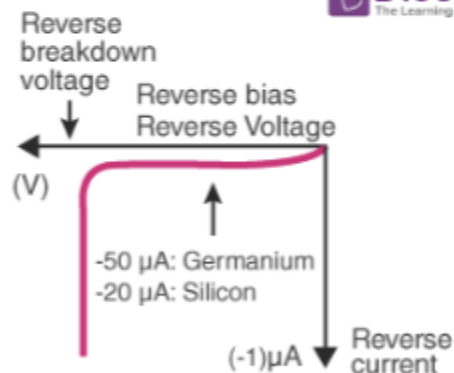 The Learning
Reverse
breakdown
voltage
Reverse bias
Reverse Voltage
(V)
-50 µA: Germanium
-20 µA: Silicon
(-1)µA
Reverse
current